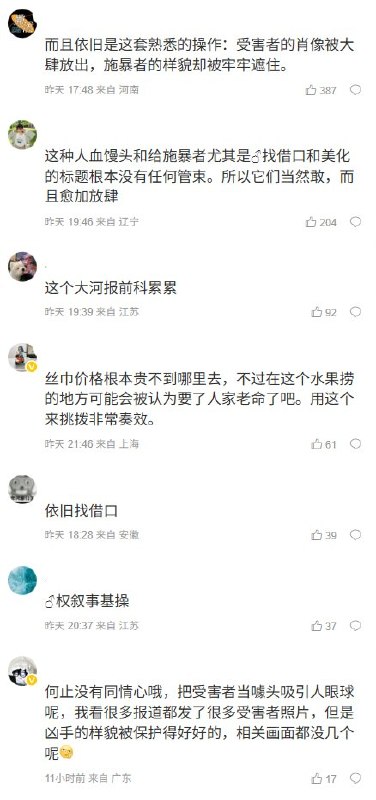 而且依旧是这套熟悉的操作：受害者的肖像被大
肆放出，施暴者的样貌却被牢牢遮住。
昨天 17:48 来自 河南
387
这种人血馒头和给施暴者尤其是♂找借口和美化
的标题根本没有任何管束。所以它们当然敢，而
且愈加放肆
昨天 19:46 来自 辽宁
204
这个大河报前科累累
昨天 19:39 来自 江苏
92
丝巾价格根本贵不到哪里去，不过在这个水果捞
的地方可能会被认为要了人家老命了吧。用这个
来挑拨非常奏效。
昨天 21:46 来自 上海
61
依旧找借口
昨天 18:28 来自 安徽
39
♂权叙事基操
昨天 20:37 来自 江苏
37
何止没有同情心哦，把受害者当噱头吸引人眼球
呢，我看很多报道都发了很多受害者照片，但是
凶手的样貌被保护得好好的，相关画面都没几个
呢
11小时前 来自 广东
17